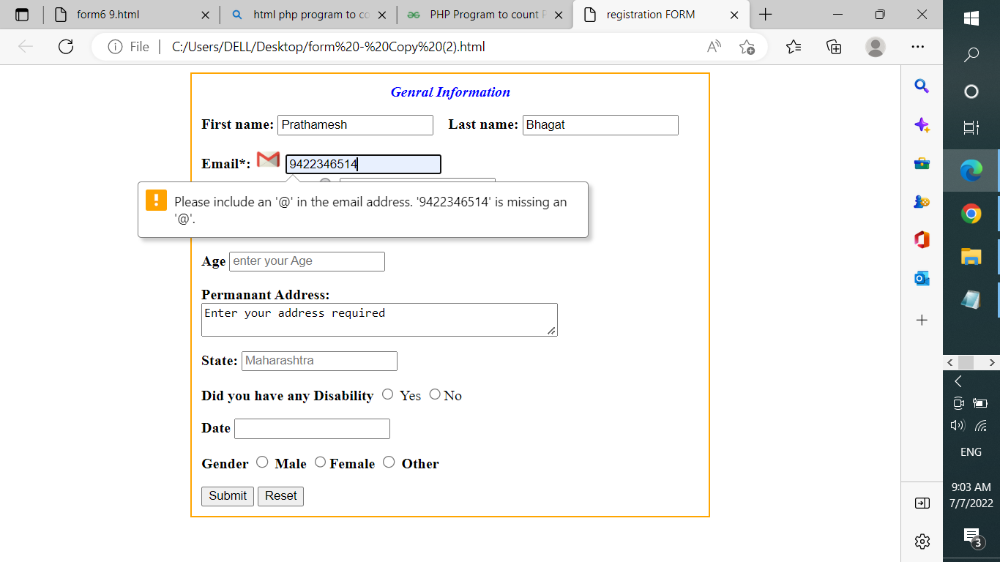 form6 9.html
html php program to co
PHP Program to count
registration FORM
File
C:/Users/DELL/Desktop/form%20-%20Copy%20(2).html
Genral Information
First name: Prathamesh Last name: Bhagat
Email*: 9422346514
Please include an '@' in the email address. '9422346514' is missing an
'@'.
Age enter your Age
Permanant Address:
Enter your address required
State: Maharashtra
Did you have any Disability Yes No
Date
Gender Male Female Other
Submit Reset
ENG
9:03 AM
7/7/2022
3